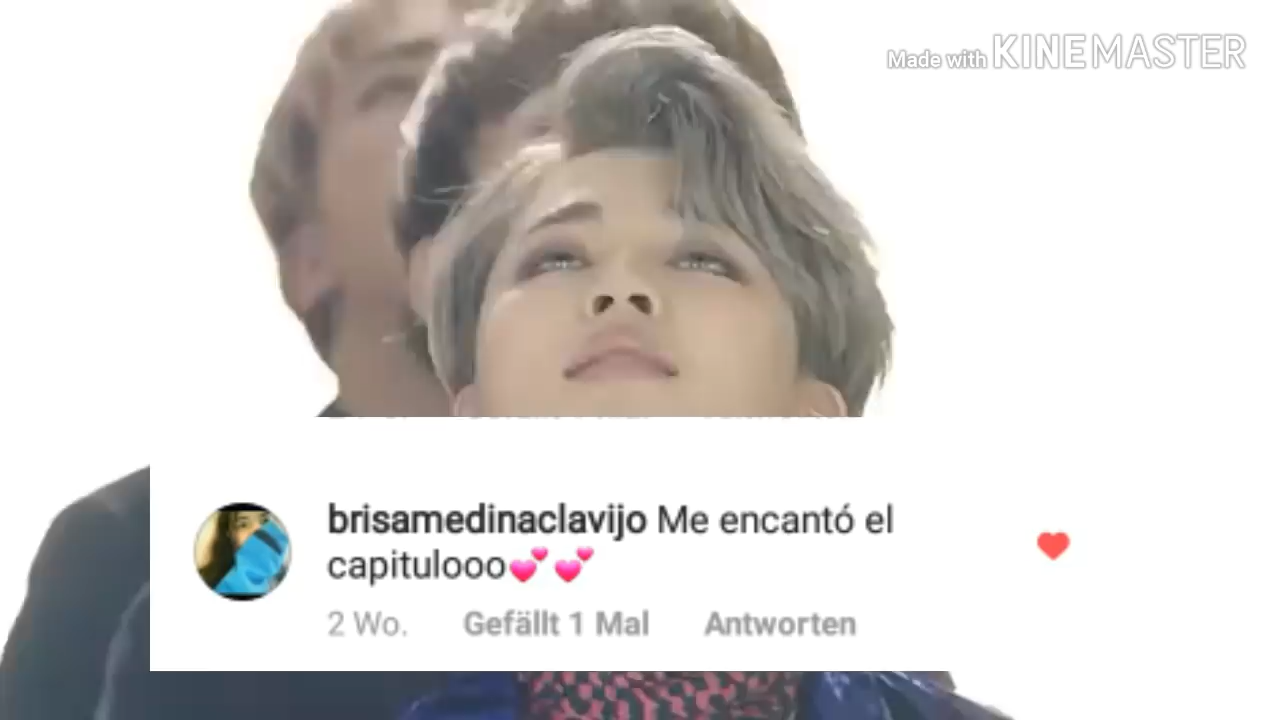 Made with KINEMASTER
brisamedinaclavijo Me encantó el
capitulooo💕💕
2 Wo. Gefällt 1 Mal Antworten